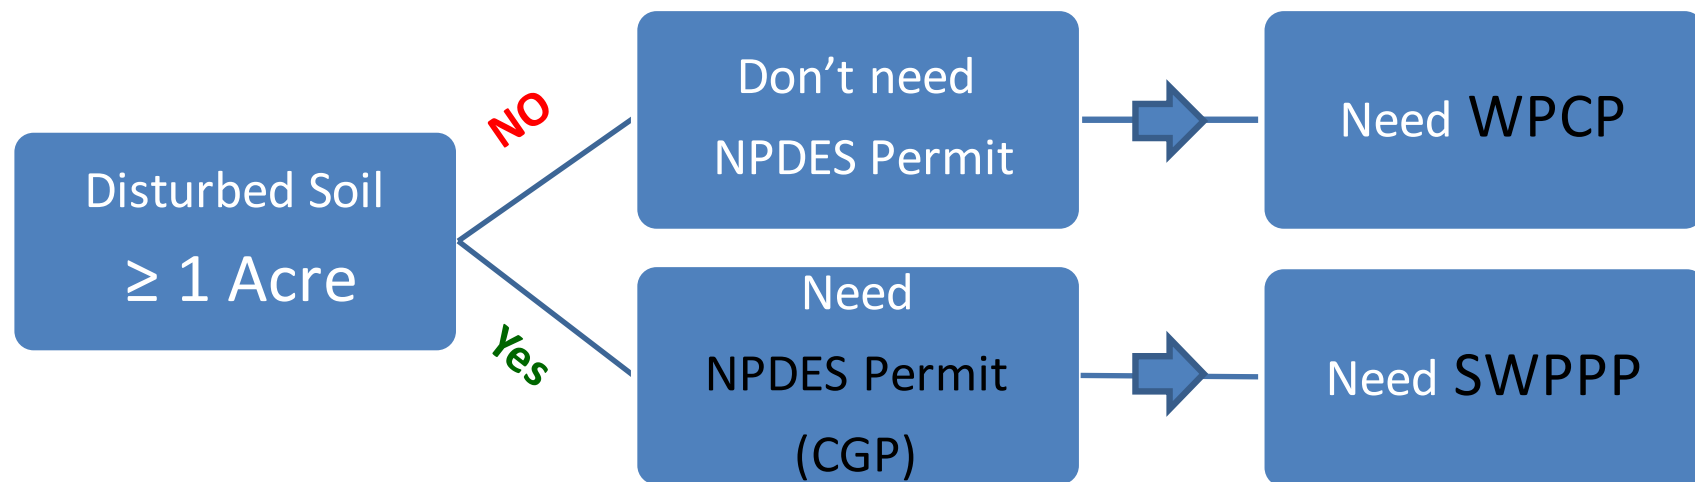 Disturbed Soil
≥ 1 Acre
NO
Don’t need
NPDES Permit
Need WPCP
Yes
Need
NPDES Permit
(CGP)
Need SWPPP